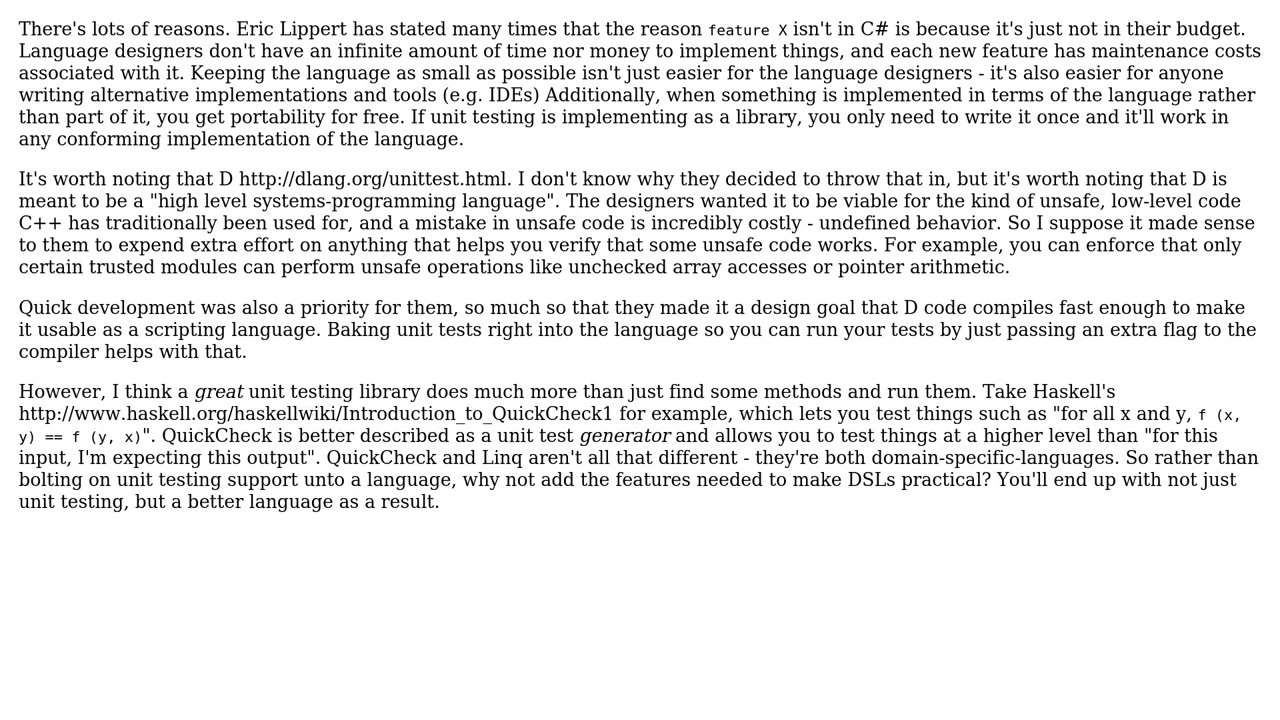 There's lots of reasons. Eric Lippert has stated many times that the reason feature X isn't in C# is because it's just not in their budget.
Language designers don't have an infinite amount of time nor money to implement things, and each new feature has maintenance costs
associated with it. Keeping the language as small as possible isn't just easier for the language designers - it's also easier for anyone
writing alternative implementations and tools (e.g. IDEs) Additionally, when something is implemented in terms of the language rather
than part of it, you get portability for free. If unit testing is implementing as a library, you only need to write it once and it'll work in
any conforming implementation of the language.
It's worth noting that D http://dlang.org/unittest.html. I don't know why they decided to throw that in, but it's worth noting that D is
meant to be a "high level systems-programming language". The designers wanted it to be viable for the kind of unsafe, low-level code
C++ has traditionally been used for, and a mistake in unsafe code is incredibly costly - undefined behavior. So I suppose it made sense
to them to expend extra effort on anything that helps you verify that some unsafe code works. For example, you can enforce that only
certain trusted modules can perform unsafe operations like unchecked array accesses or pointer arithmetic.
Quick development was also a priority for them, so much so that they made it a design goal that D code compiles fast enough to make
it usable as a scripting language. Baking unit tests right into the language so you can run your tests by just passing an extra flag to the
compiler helps with that.
However, I think a great unit testing library does much more than just find some methods and run them. Take Haskell's
http://www.haskell.org/haskellwiki/Introduction_to_QuickCheck1 for example, which lets you test things such as "for all x and y, f (x,
y) == f (y, x)". QuickCheck is better described as a unit test generator and allows you to test things at a higher level than "for this
input, I'm expecting this output". QuickCheck and Linq aren't all that different - they're both domain-specific-languages. So rather than
bolting on unit testing support unto a language, why not add the features needed to make DSLs practical? You'll end up with not just
unit testing, but a better language as a result.